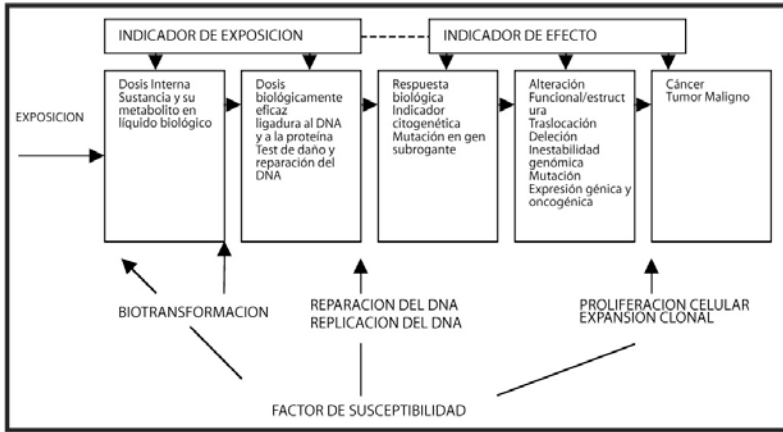 INDICADOR DE EXPOSICION
INDICADOR DE EFECTO
EXPOSICION
Dosis Interna
Sustancia y su
metabolito en
líquido biológico
Dosis
biológicamente
eficaz
ligadura al DNA
y a la proteína
Test de daño y
reparación del
DNA
Respuesta
biológica
Indicador
citogenética
Mutación en gen
subrogante
Alteración
Funcional/estruct
ura
Traslocación
Deleción
Inestabilidad
genómica
Mutación
Expresión génica y
oncogénica
Cáncer
Tumor Maligno
BIOTRANSFORMACION
REPARACION DEL DNA
REPLICACION DEL DNA
PROLIFERACION CELULAR
EXPANSION CLONAL
FACTOR DE SUSCEPTIBILIDAD